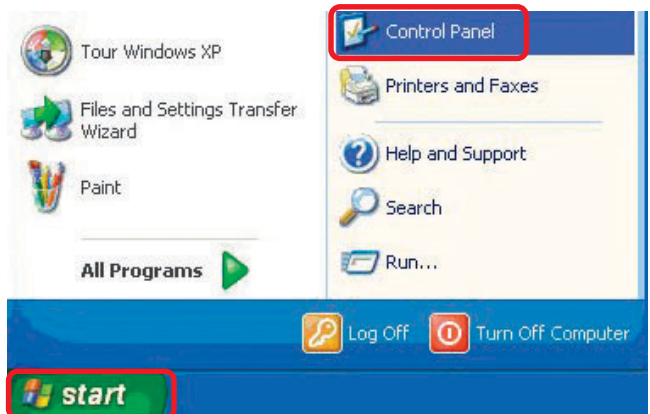 Tour Windows XP
Files and Settings Transfer
Wizard
Paint
All Programs
Control Panel
Printers and Faxes
Help and Support
Search
Run...
Log Off
Turn Off Computer
start